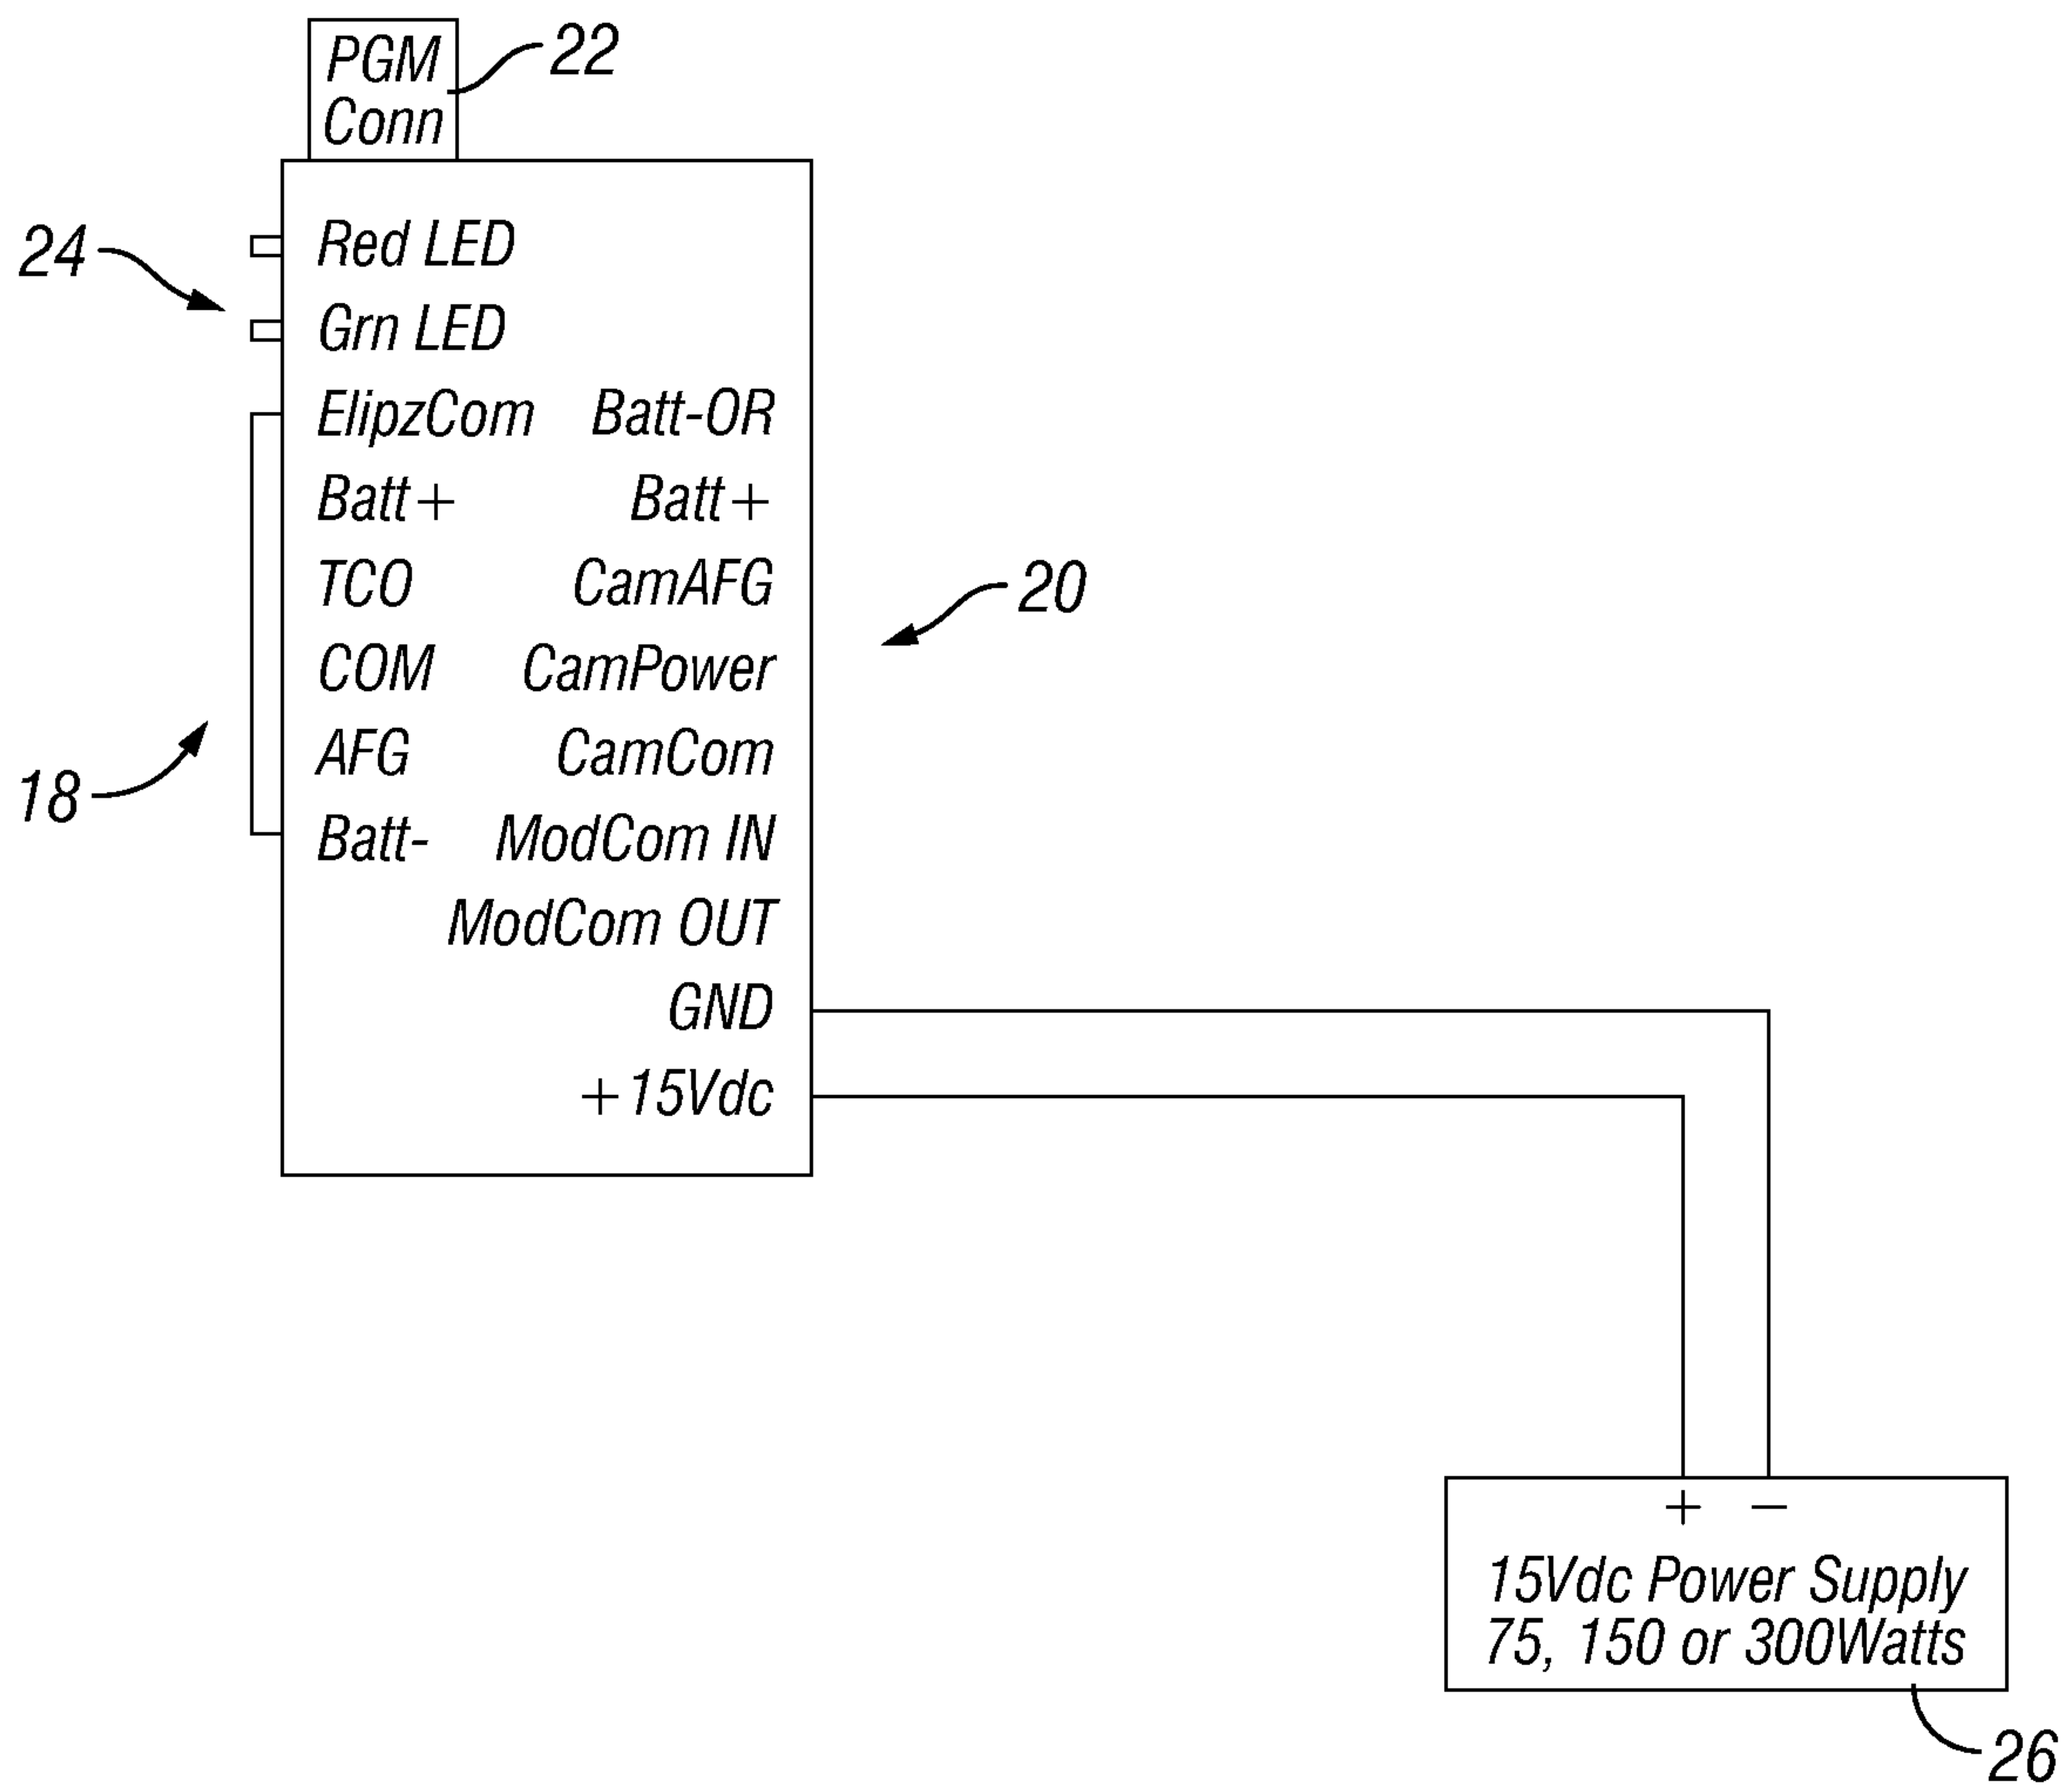 PGM
Conn
22
24
Red LED
Grn LED
ElipzCom Batt-OR
Batt+ Batt+
TCO CamAFG
20
COM CamPower
18
AFG CamCom
Batt- ModCom IN
ModCom OUT
GND
+15Vdc
+ −
15Vdc Power Supply
75, 150 or 300Watts
26